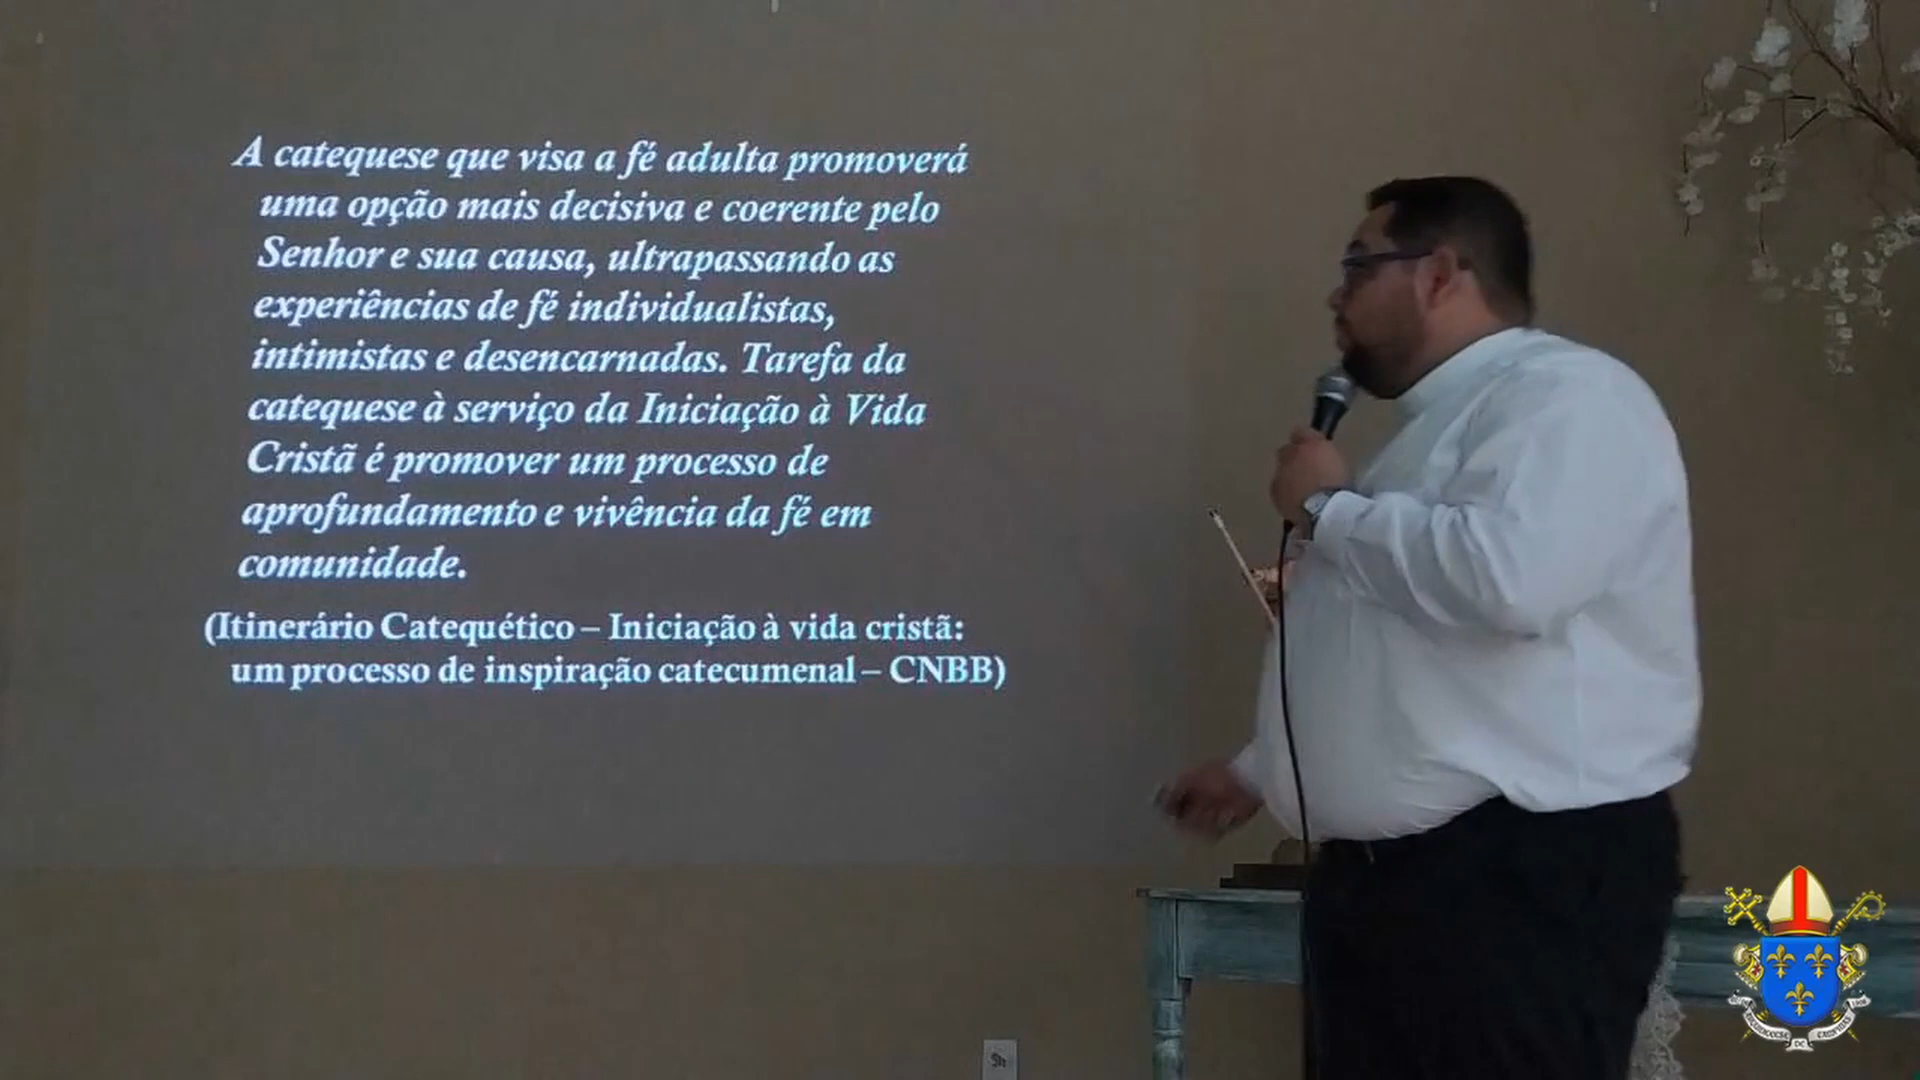 A catequese que visa a fé adulta promoverá
uma opção mais decisiva e coerente pelo
Senhor e sua causa, ultrapassando as
experiências de fé individualistas,
intimistas e desencarnadas. Tarefa da
catequese à serviço da Iniciação à Vida
Cristã é promover um processo de
aprofundamento e vivência da fé em
comunidade.
(Itinerário Catequético – Iniciação à vida cristã:
um processo de inspiração catecumenal – CNBB)